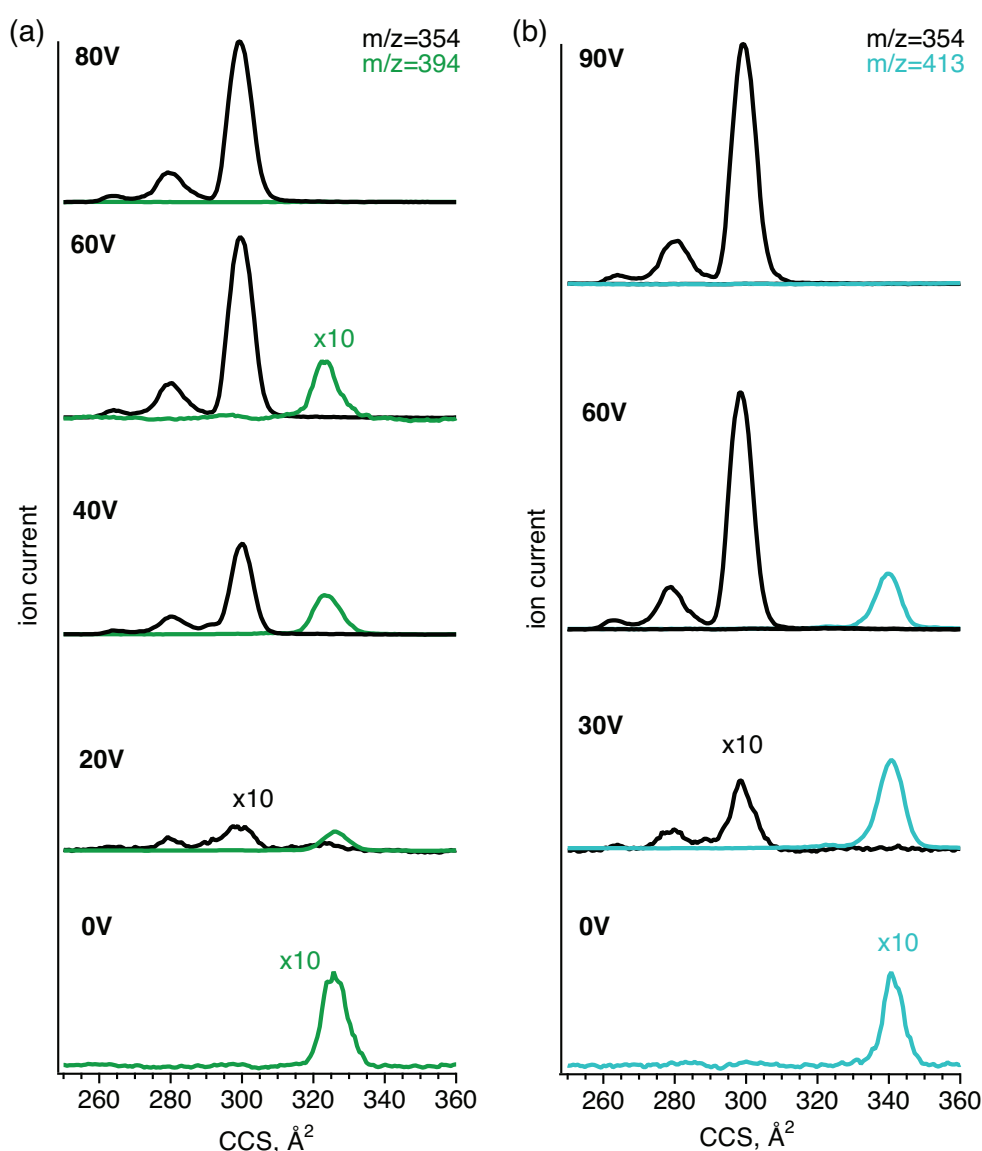 (a)
m/z=354
m/z=394
80V
60V
x10
40V
20V
x10
0V
x10
ion current
260 280 300 320 340 360
CCS, Å²
(b)
m/z=354
m/z=413
90V
60V
30V
x10
0V
x10
ion current
260 280 300 320 340 360
CCS, Å²